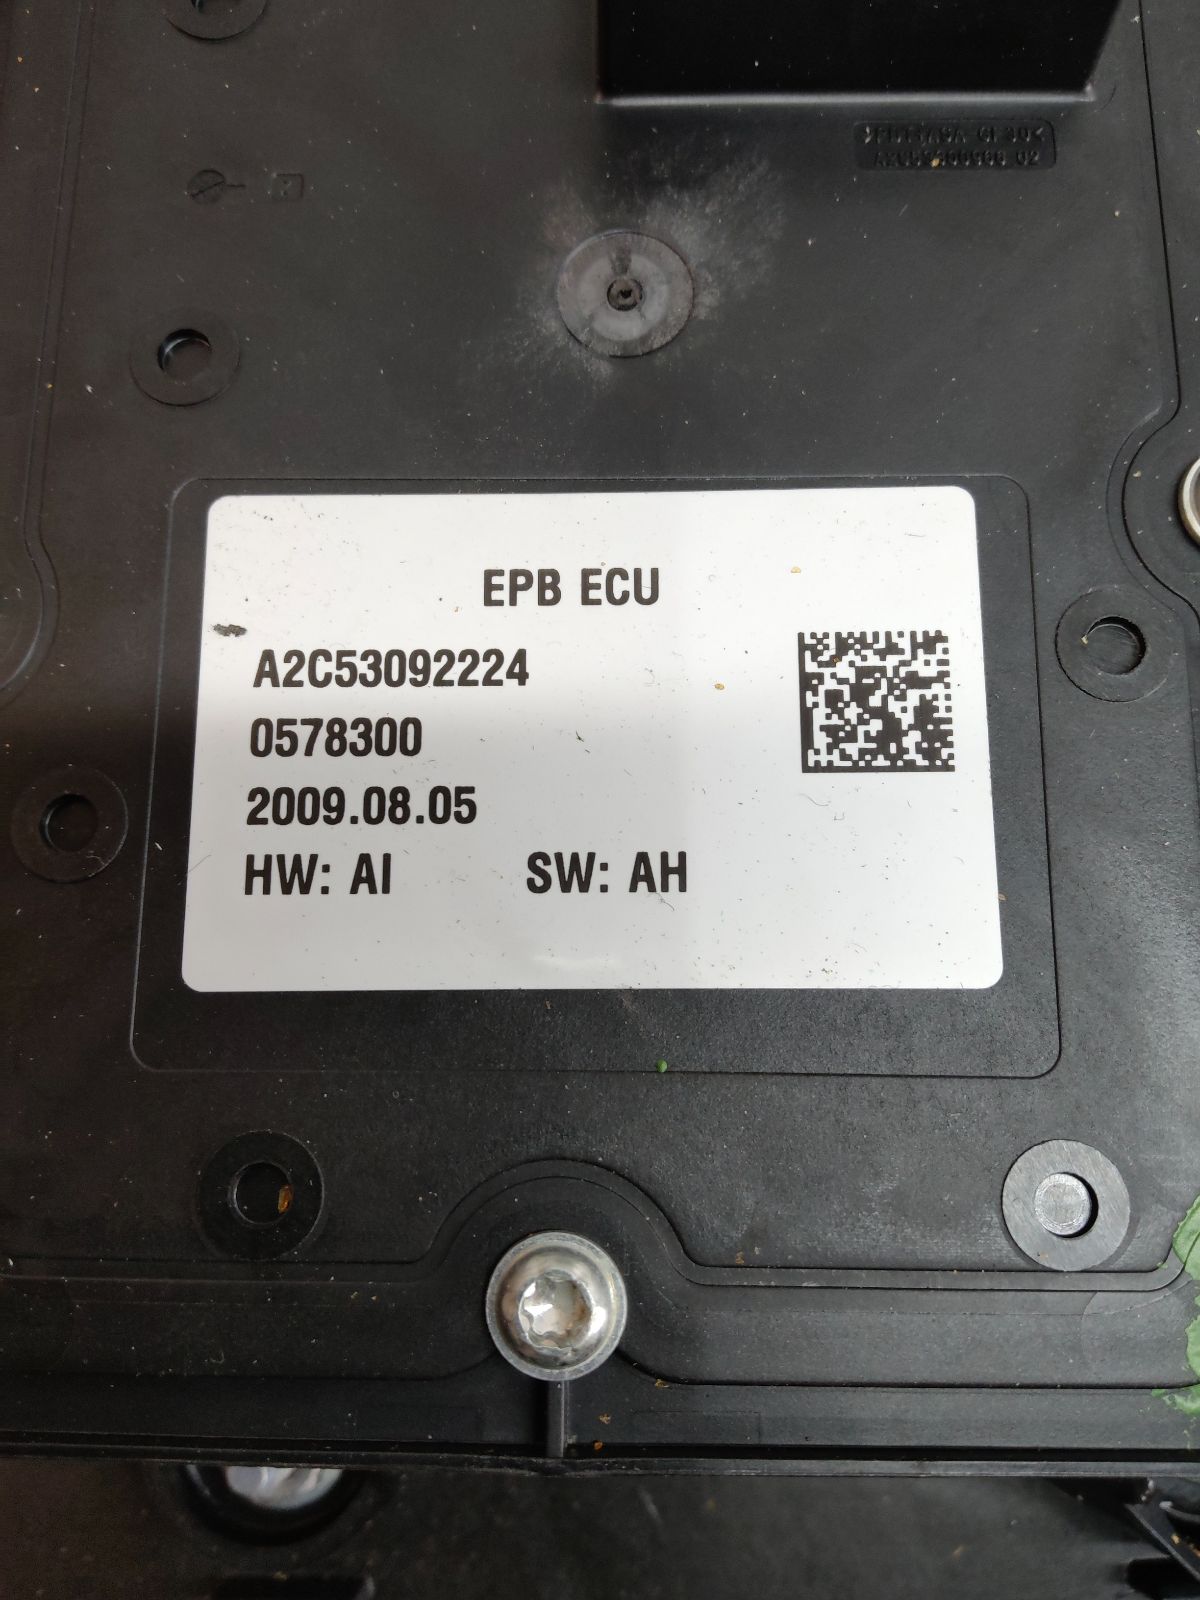 EPB ECU
A2C53092224
0578300
2009.08.05
HW: AI SW: AH